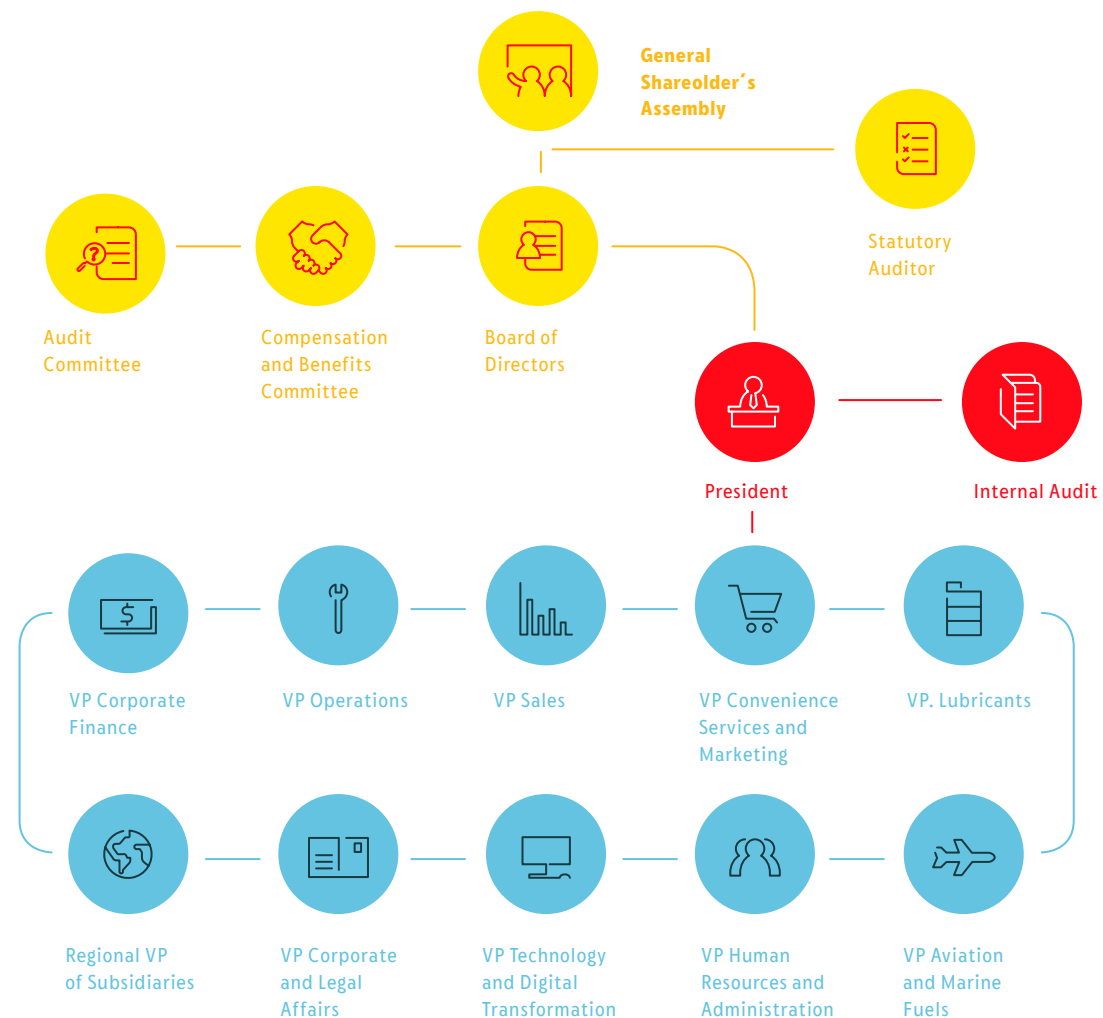 General
Shareolder´s
Assembly
Statutory
Auditor
Audit
Committee
Compensation
and Benefits
Committee
Board of
Directors
President
Internal Audit
VP Corporate
Finance
VP Operations
VP Sales
VP Convenience
Services and
Marketing
VP. Lubricants
Regional VP
of Subsidiaries
VP Corporate
and Legal
Affairs
VP Technology
and Digital
Transformation
VP Human
Resources and
Administration
VP Aviation
and Marine
Fuels